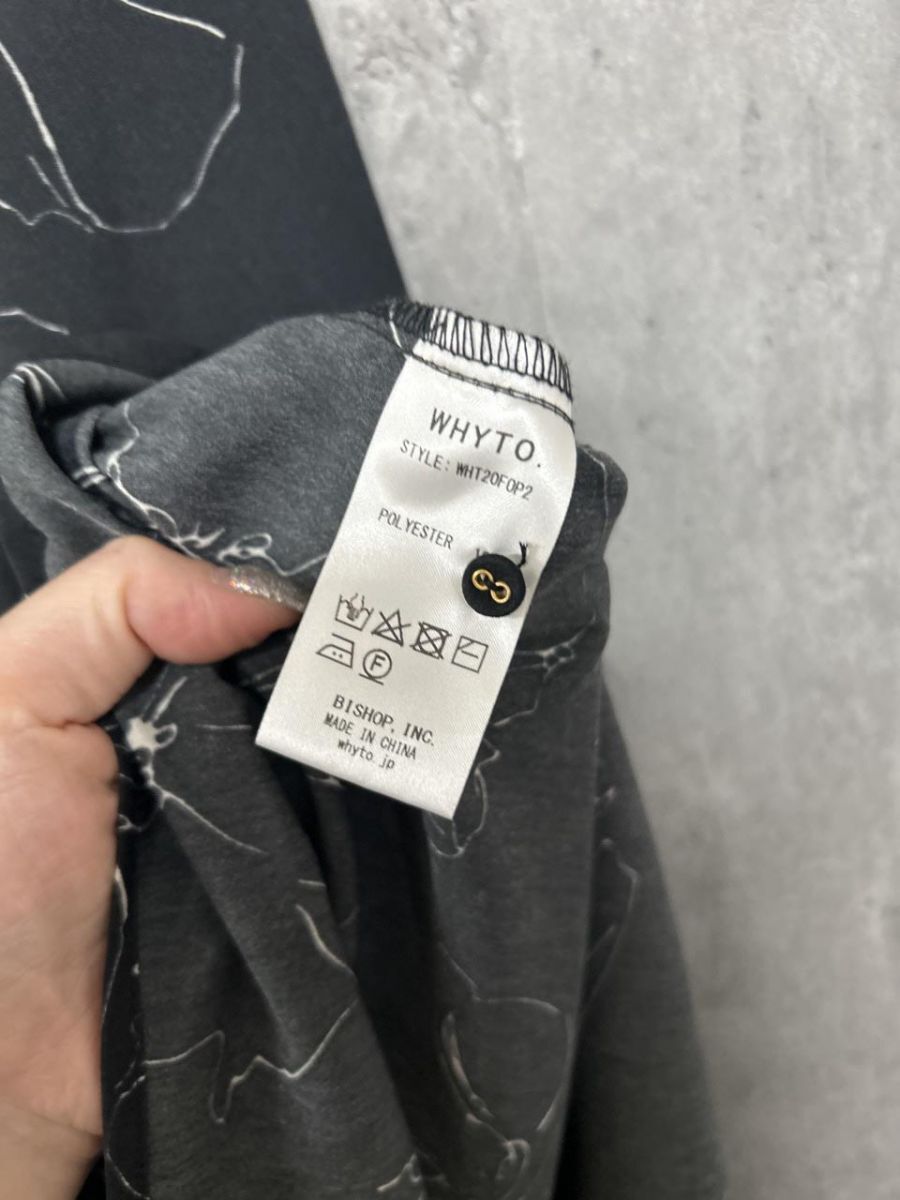 WHYTO.
STYLE: WHT20FOP2
POLYESTER
F
BISHOP, INC.
MADE IN CHINA
whyto.jp